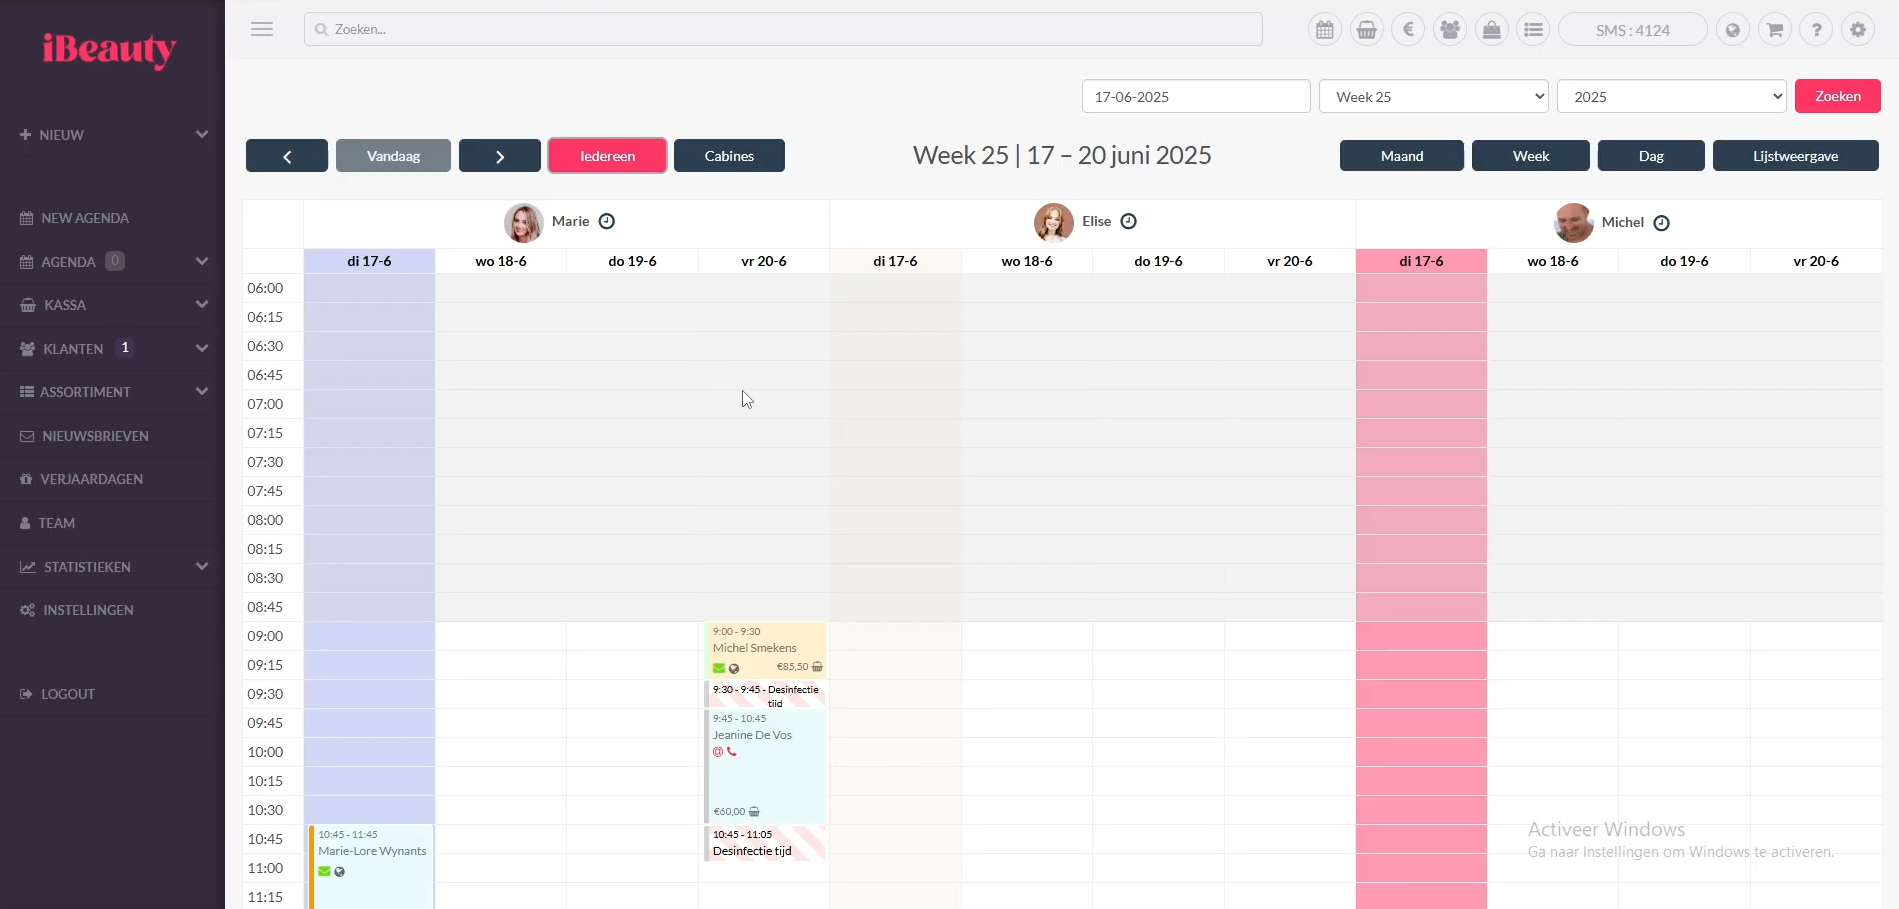 iBeauty
Zoeken...
€
SMS : 4124
?
NIEUW
NEW AGENDA
AGENDA 0
KASSA
KLANTEN 1
ASSORTIMENT
NIEUWSBRIEVEN
VERJAARDAGEN
TEAM
STATISTIEKEN
INSTELLINGEN
LOGOUT
17-06-2025
Week 25
2025
Zoeken
Vandaag
Iedereen
Cabines
Week 25 | 17 – 20 juni 2025
Maand
Week
Dag
Lijstweergave
Marie
Elise
Michel
di 17-6
wo 18-6
do 19-6
vr 20-6
di 17-6
wo 18-6
do 19-6
vr 20-6
di 17-6
wo 18-6
do 19-6
vr 20-6
06:00
06:15
06:30
06:45
07:00
07:15
07:30
07:45
08:00
08:15
08:30
08:45
09:00
09:15
09:30
09:45
10:00
10:15
10:30
10:45
11:00
11:15
9:00 - 9:30
Michel Smekens
€85,50
9:30 - 9:45 - Desinfectie
tijd
9:45 - 10:45
Jeanine De Vos
@
€60,00
10:45 - 11:05
Desinfectie tijd
10:45 - 11:45
Marie-Lore Wynants
Activeer Windows
Ga naar Instellingen om Windows te activeren.